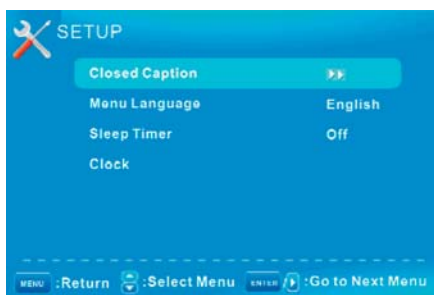 SETUP
Closed Caption
Menu Language English
Sleep Timer Off
Clock
MENU :Return :Select Menu ENTER / :Go to Next Menu